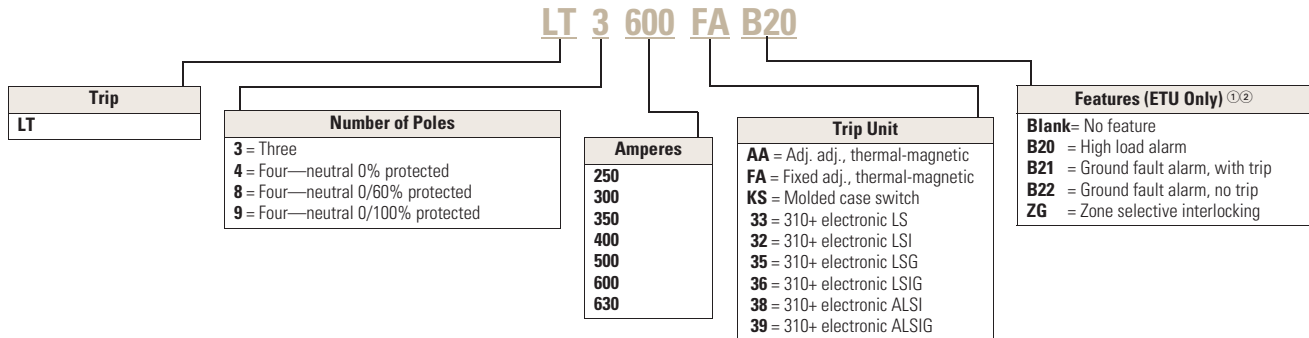 LT 3 600 FA B20
Trip
LT
Number of Poles
3 = Three
4 = Four—neutral 0% protected
8 = Four—neutral 0/60% protected
9 = Four—neutral 0/100% protected
Amperes
250
300
350
400
500
600
630
Trip Unit
AA = Adj. adj., thermal-magnetic
FA = Fixed adj., thermal-magnetic
KS = Molded case switch
33 = 310+ electronic LS
32 = 310+ electronic LSI
35 = 310+ electronic LSG
36 = 310+ electronic LSIG
38 = 310+ electronic ALSI
39 = 310+ electronic ALSIG
Features (ETU Only) ①②
Blank= No feature
B20 = High load alarm
B21 = Ground fault alarm, with trip
B22 = Ground fault alarm, no trip
ZG = Zone selective interlocking